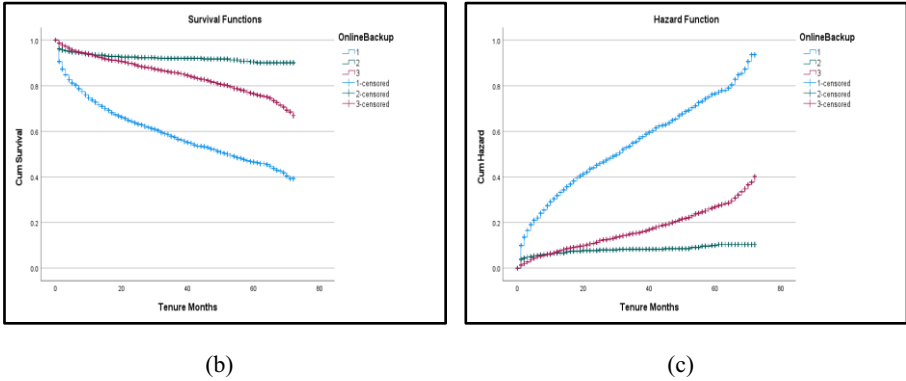 Survival Functions
OnlineBackup
1
2
3
1-censored
2-censored
3-censored
Cum Survival
1.0
0.8
0.6
0.4
0.2
0.0
0
20
40
60
80
Tenure Months
(b)
Hazard Function
OnlineBackup
1
2
3
1-censored
2-censored
3-censored
Cum Hazard
1.0
0.8
0.6
0.4
0.2
0.0
0
20
40
60
80
Tenure Months
(c)